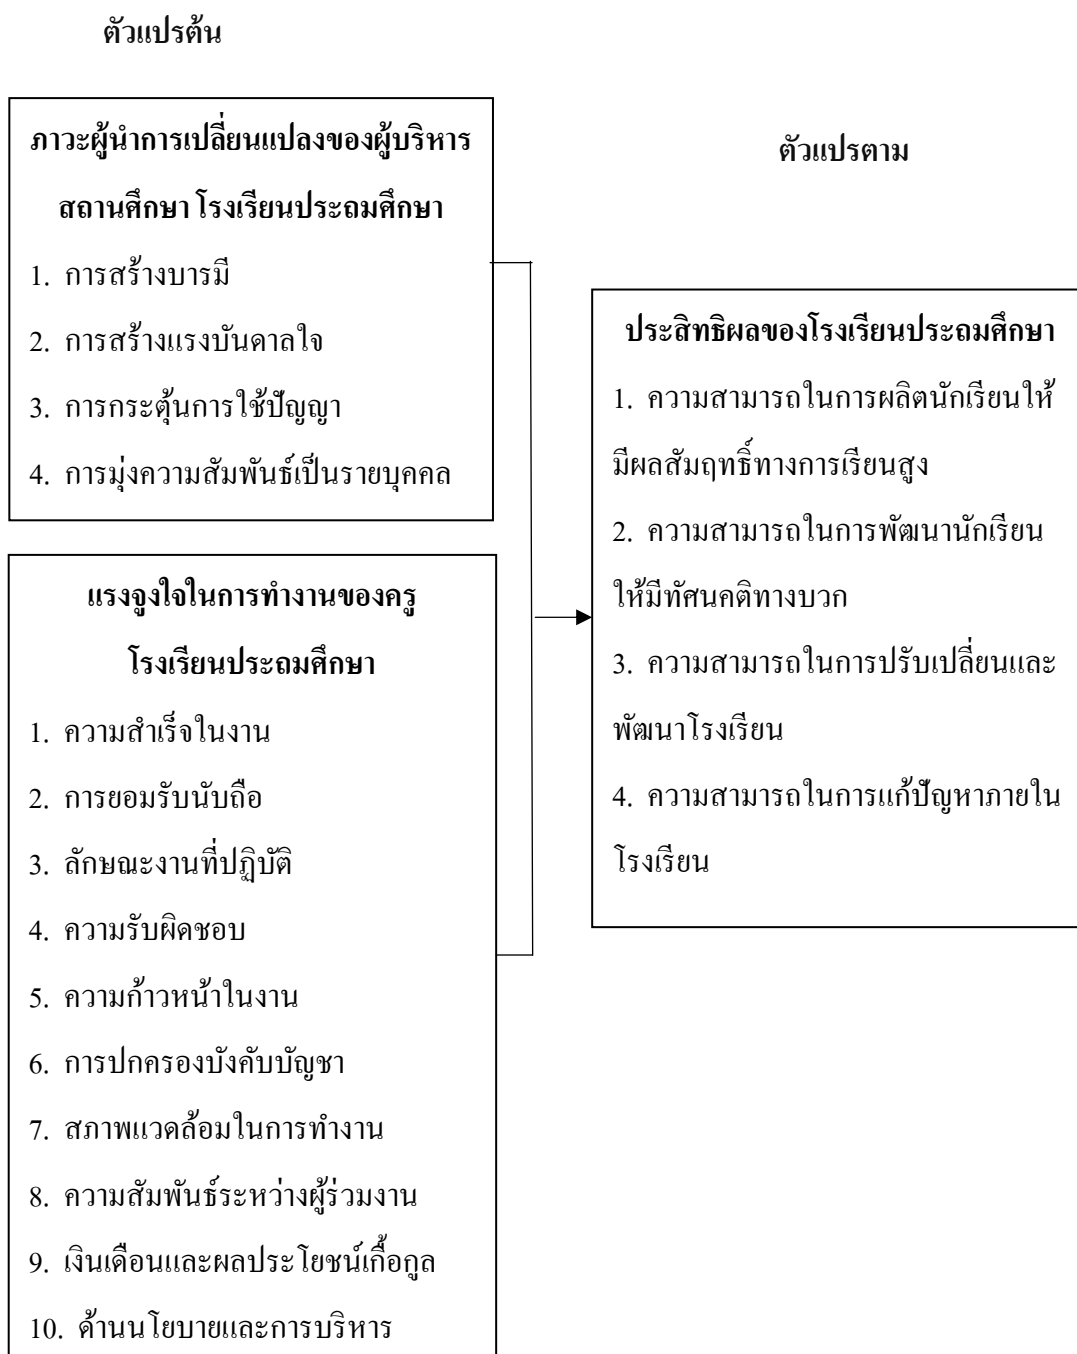 ตัวแปรต้น
ภาวะผู้นำการเปลี่ยนแปลงของผู้บริหาร
สถานศึกษา โรงเรียนประถมศึกษา
1. การสร้างบารมี
2. การสร้างแรงบันดาลใจ
3. การกระตุ้นการใช้ปัญญา
4. การมุ่งความสัมพันธ์เป็นรายบุคคล
แรงจูงใจในการทำงานของครู
โรงเรียนประถมศึกษา
1. ความสำเร็จในงาน
2. การยอมรับนับถือ
3. ลักษณะงานที่ปฏิบัติ
4. ความรับผิดชอบ
5. ความก้าวหน้าในงาน
6. การปกครองบังคับบัญชา
7. สภาพแวดล้อมในการทำงาน
8. ความสัมพันธ์ระหว่างผู้ร่วมงาน
9. เงินเดือนและผลประโยชน์เกื้อกูล
10. ด้านนโยบายและการบริหาร
ตัวแปรตาม
ประสิทธิผลของโรงเรียนประถมศึกษา
1. ความสามารถในการผลิตนักเรียนให้
มีผลสัมฤทธิ์ทางการเรียนสูง
2. ความสามารถในการพัฒนานักเรียน
ให้มีทัศนคติทางบวก
3. ความสามารถในการปรับเปลี่ยนและ
พัฒนาโรงเรียน
4. ความสามารถในการแก้ปัญหาภายใน
โรงเรียน